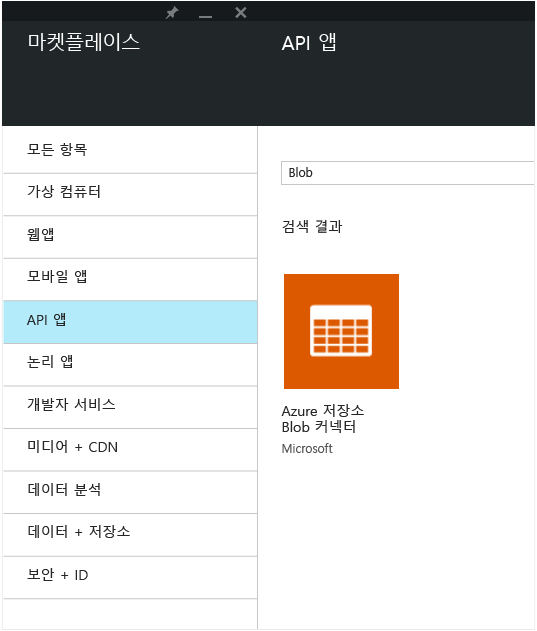 마켓플레이스
모든 항목
가상 컴퓨터
웹앱
모바일 앱
API 앱
논리 앱
개발자 서비스
미디어 + CDN
데이터 분석
데이터 + 저장소
보안 + ID
API 앱
Blob
검색 결과
Azure 저장소
Blob 커넥터
Microsoft